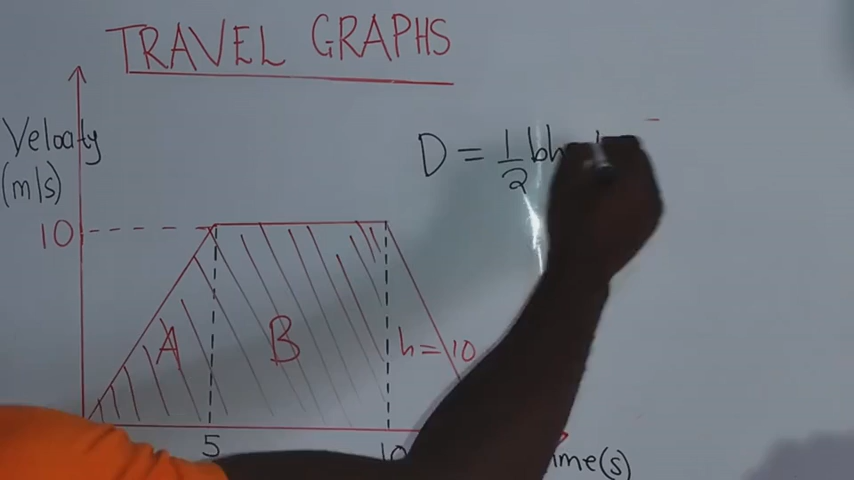 TRAVEL GRAPHS
Velocity
(m/s)
D = 1/2 bh
10
A
B
h = 10
5
10
ime(s)